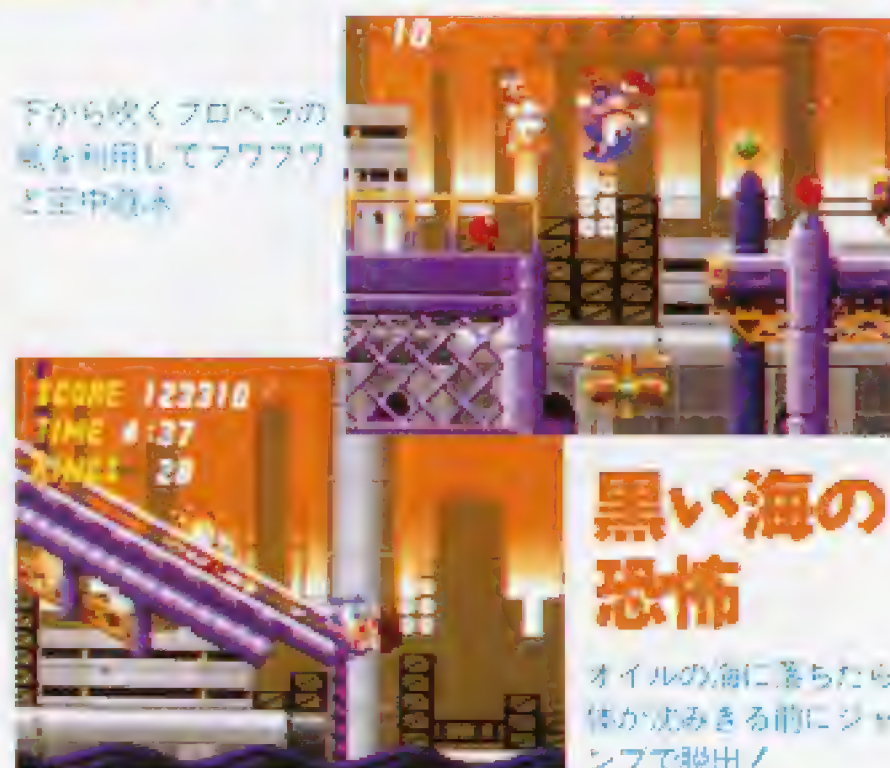 下から吹くプロペラの
風を利用してフワフワ
と空中遊泳
10
SCORE 123310
TIME 4:37
RINGS 28
黒い海の
恐怖
オイルの海に落ちたら
体が沈みきる前にジャ
ンプで脱出!